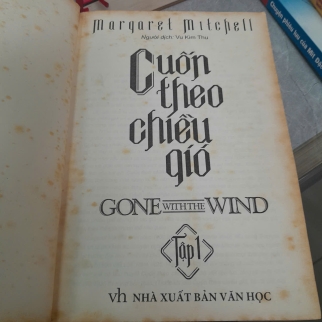 Margaret Mitchell
Người dịch: Vũ Kim Thư
Cuốn
theo
chiều
gió
GONE WITH THE WIND
Tập 1
vh NHÀ XUẤT BẢN VĂN HỌC